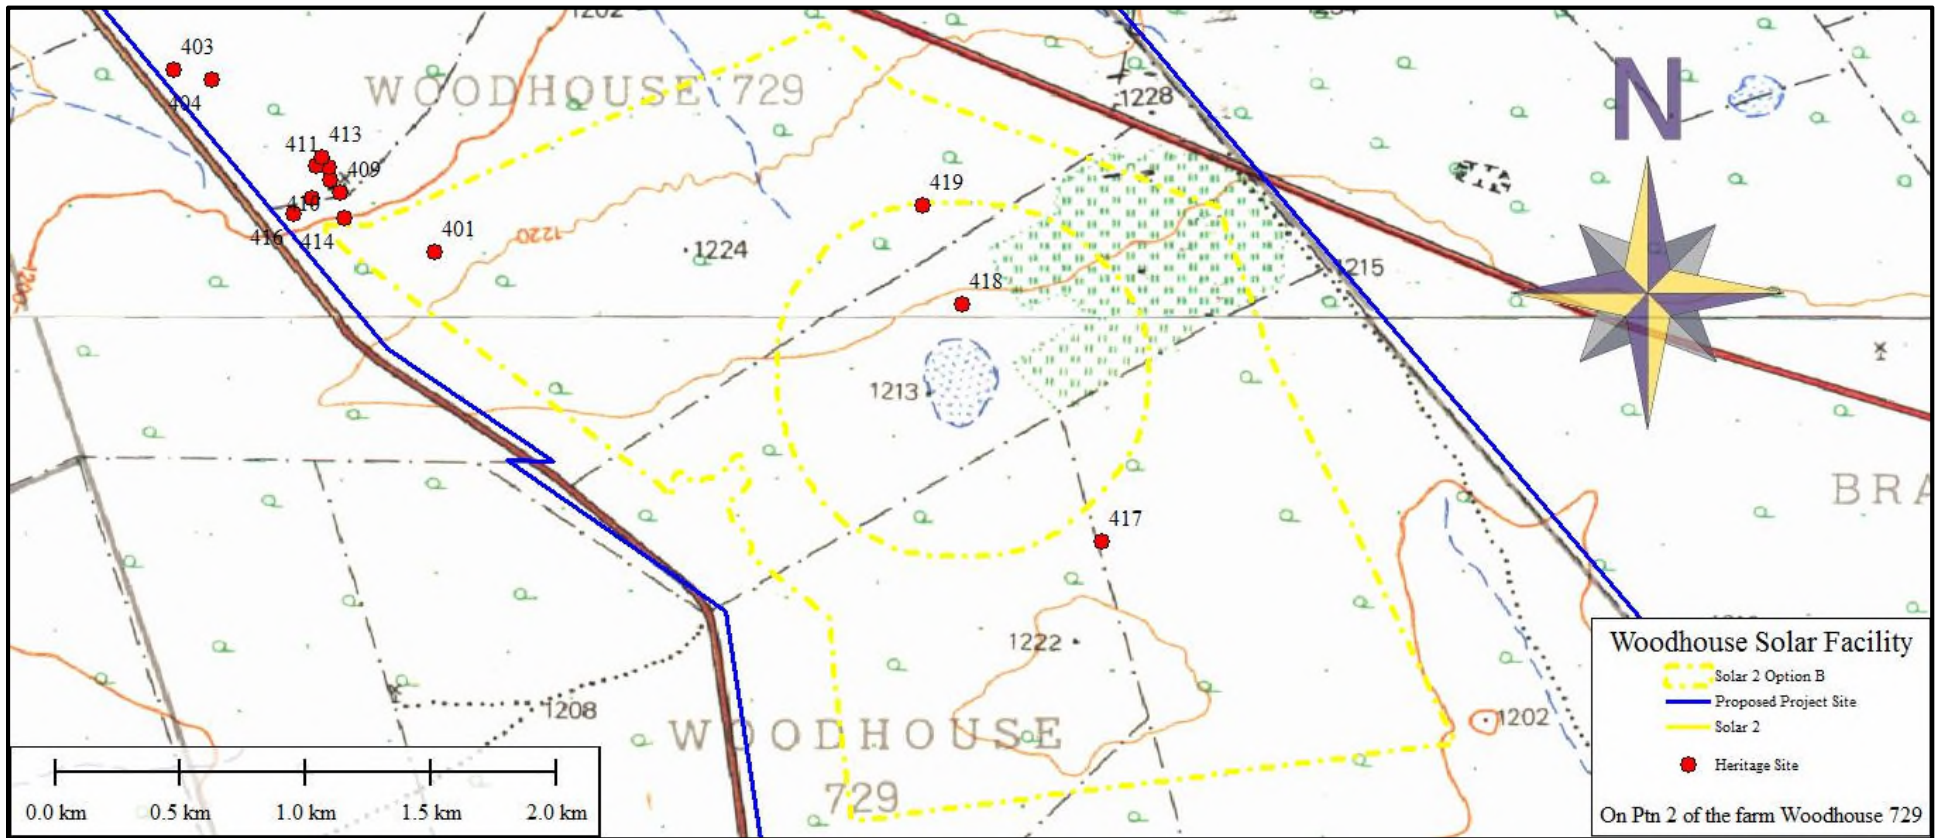 1202
403
404
WOODHOUSE 729
1228
N
411
413
409
410
416
414
401
1220
1224
419
418
1215
1200
1213
417
BRA
1222
1208
1202
WOODHOUSE
729
Woodhouse Solar Facility
Solar 2 Option B
Proposed Project Site
Solar 2
Heritage Site
On Ptn 2 of the farm Woodhouse 729
0.0 km
0.5 km
1.0 km
1.5 km
2.0 km